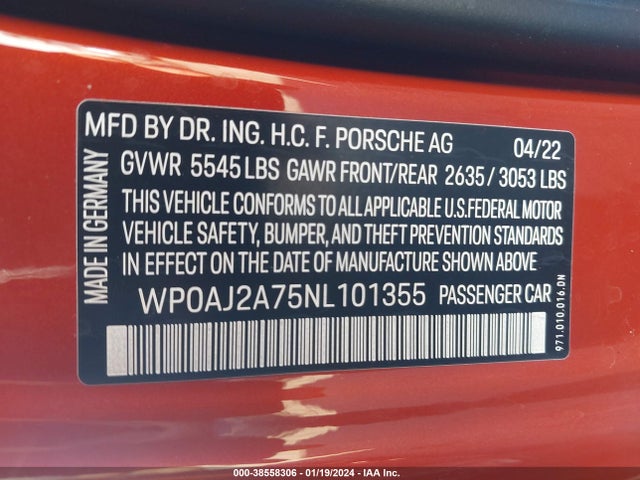 MFD BY DR. ING. H.C. F. PORSCHE AG 04/22
GVWR 5545 LBS GAWR FRONT/REAR 2635 / 3053 LBS
THIS VEHICLE CONFORMS TO ALL APPLICABLE U.S. FEDERAL MOTOR
VEHICLE SAFETY, BUMPER, AND THEFT PREVENTION STANDARDS
IN EFFECT ON THE DATE OF MANUFACTURE SHOWN ABOVE
WP0AJ2A75NL101355 PASSENGER CAR
MADE IN GERMANY
971.010.016.DN
000-38558306 - 01/19/2024 - IAA Inc.